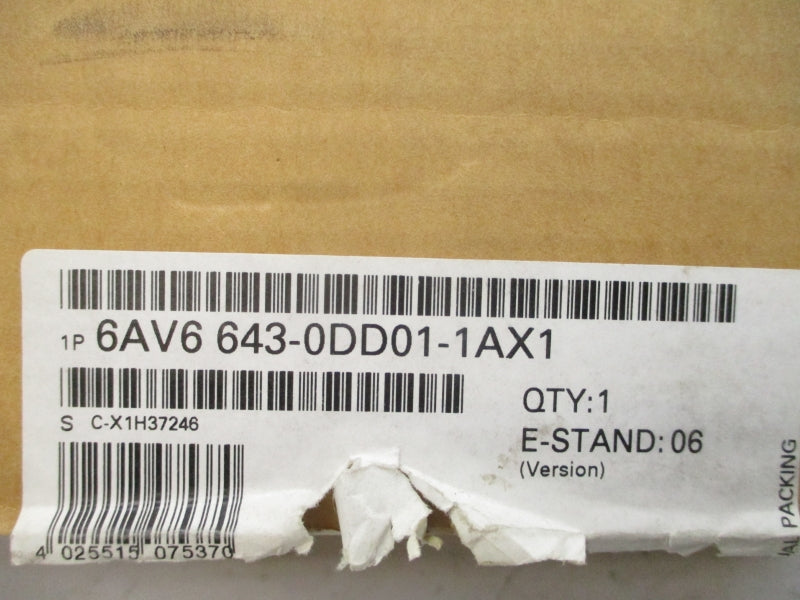 1P 6AV6 643-0DD01-1AX1
S C-X1H37246
QTY:1
E-STAND: 06
(Version)
4 025515 075370
PACKING